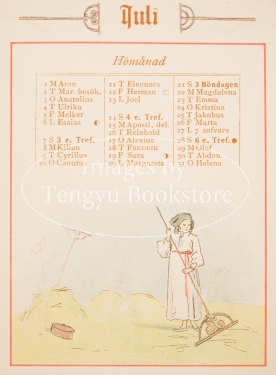 Juli
Hömånad
1 M Aron
2 T Mar. besök.
3 O Anatolius
4 T Ulrika
5 F Melker
6 L Esaias ☾
7 S 3 e. Tref.
8 M Kilian
9 T Cyrillus
10 O Canutus
11 T Eleonora
12 F Herman ○
13 L Joel
14 S 4 e. Tref.
15 M Apostl. del.
16 T Reinhold
17 O Alexius
18 T FREDRIK
19 F Sara ☽
20 L Margareta
21 S 3 Böndagen
22 M Magdalena
23 T Emma
24 O Kristina
25 T Jakobus
26 F Marta
27 L 7 sofvare
28 S 6 e. Tref. ●
29 M Olof
30 T Abdon
31 O Helena
Images By
Tengyu Bookstore